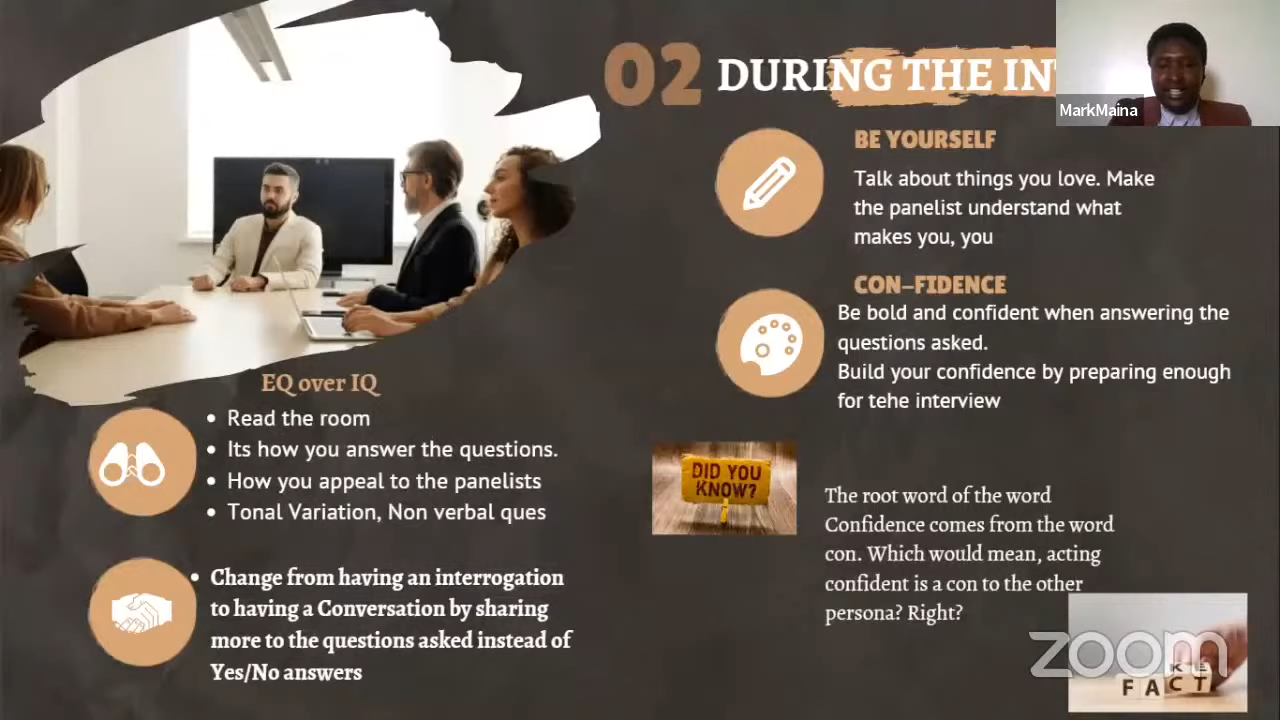 02 DURING THE IN
MarkMaina
BE YOURSELF
Talk about things you love. Make
the panelist understand what
makes you, you
CON-FIDENCE
Be bold and confident when answering the
questions asked.
Build your confidence by preparing enough
for tehe interview
EQ over IQ
• Read the room
• Its how you answer the questions.
• How you appeal to the panelists
• Tonal Variation, Non verbal ques
• Change from having an interrogation
to having a Conversation by sharing
more to the questions asked instead of
Yes/No answers
DID YOU
KNOW?
The root word of the word
Confidence comes from the word
con. Which would mean, acting
confident is a con to the other
persona? Right?
zoom
K E
F A C T